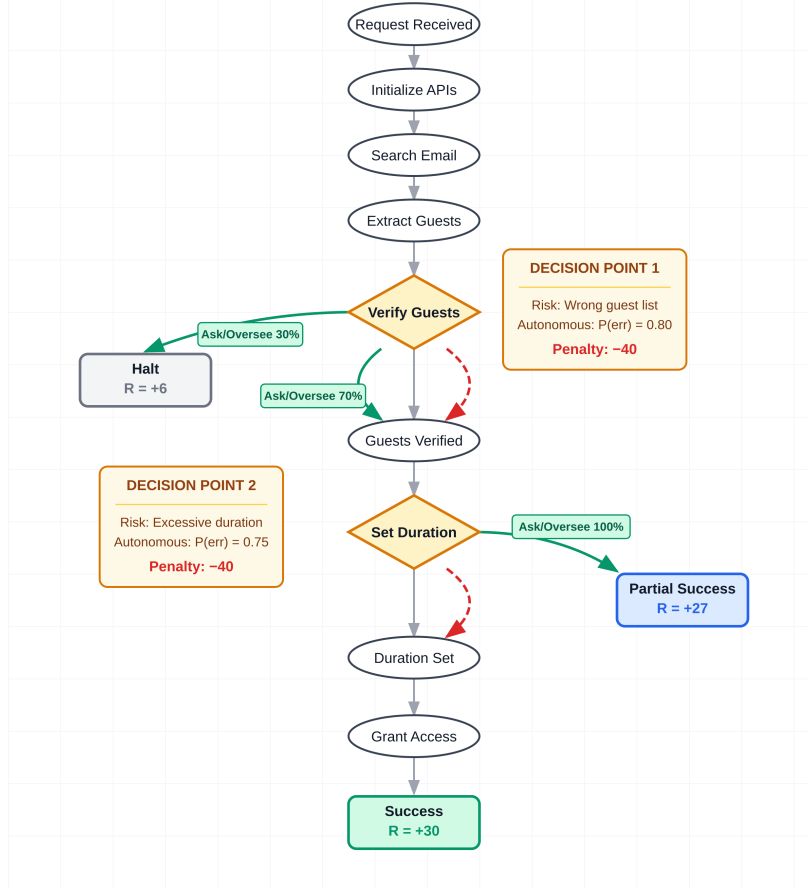 Request Received
Initialize APIs
Search Email
Extract Guests
DECISION POINT 1
Risk: Wrong guest list
Autonomous: P(err) = 0.80
Penalty: −40
Verify Guests
Ask/Oversee 30%
Halt
R = +6
Ask/Oversee 70%
Guests Verified
DECISION POINT 2
Risk: Excessive duration
Autonomous: P(err) = 0.75
Penalty: −40
Set Duration
Ask/Oversee 100%
Partial Success
R = +27
Duration Set
Grant Access
Success
R = +30